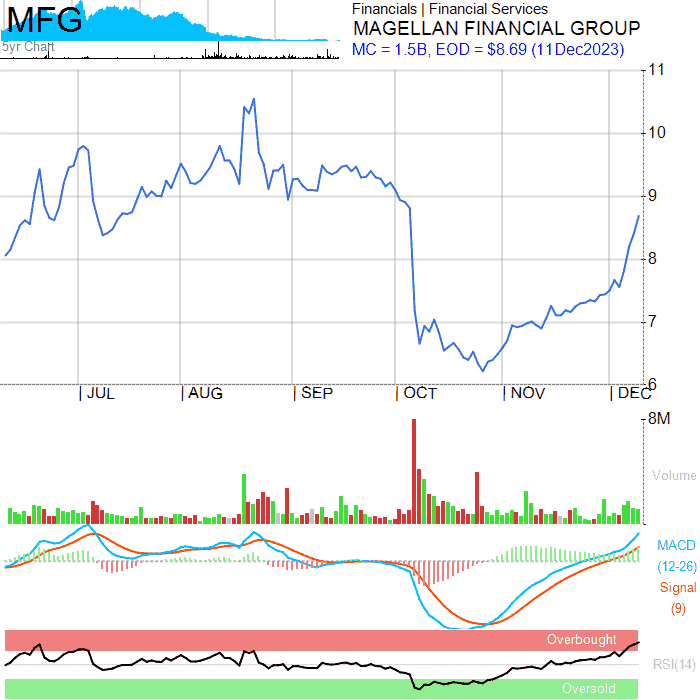 MFG
5yr Chart
Financials | Financial Services
MAGELLAN FINANCIAL GROUP
MC = 1.5B, EOD = $8.69 (11Dec2023)
11
10
9
8
7
6
JUL
AUG
SEP
OCT
NOV
DEC
8M
Volume
MACD
(12-26)
Signal
(9)
Overbought
RSI(14)
Oversold